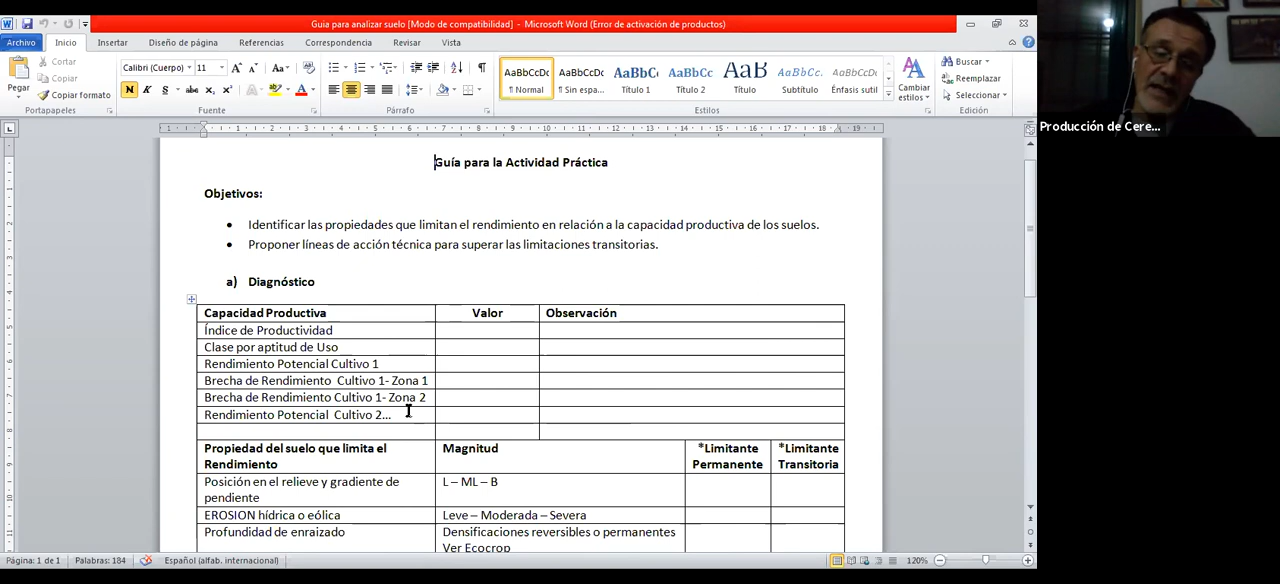 Guia para analizar suelo [Modo de compatibilidad] - Microsoft Word (Error de activación de productos)
Archivo Inicio Insertar Diseño de página Referencias Correspondencia Revisar Vista
Cortar
Copiar
Copiar formato
Pegar
Portapapeles
Calibri (Cuerpo) 11
Fuente
Párrafo
AaBbCcDc AaBbCcDc AaBbC AaBbCc AaB AaBbCc. AaBbCcDc
¶ Normal ¶ Sin espa... Título 1 Título 2 Título Subtítulo Énfasis sutil
Estilos
Cambiar estilos
Buscar
Reemplazar
Seleccionar
Edición
Producción de Cere...
Guía para la Actividad Práctica
Objetivos:
• Identificar las propiedades que limitan el rendimiento en relación a la capacidad productiva de los suelos.
• Proponer líneas de acción técnica para superar las limitaciones transitorias.
a) Diagnóstico
Capacidad Productiva Valor Observación
Índice de Productividad
Clase por aptitud de Uso
Rendimiento Potencial Cultivo 1
Brecha de Rendimiento Cultivo 1- Zona 1
Brecha de Rendimiento Cultivo 1- Zona 2
Rendimiento Potencial Cultivo 2...
Propiedad del suelo que limita el Rendimiento Magnitud *Limitante Permanente *Limitante Transitoria
Posición en el relieve y gradiente de pendiente L – ML – B
EROSION hídrica o eólica Leve – Moderada – Severa
Profundidad de enraizado Densificaciones reversibles o permanentes
Ver Ecocrop
Página: 1 de 1 Palabras: 184 Español (alfab. internacional) 120%